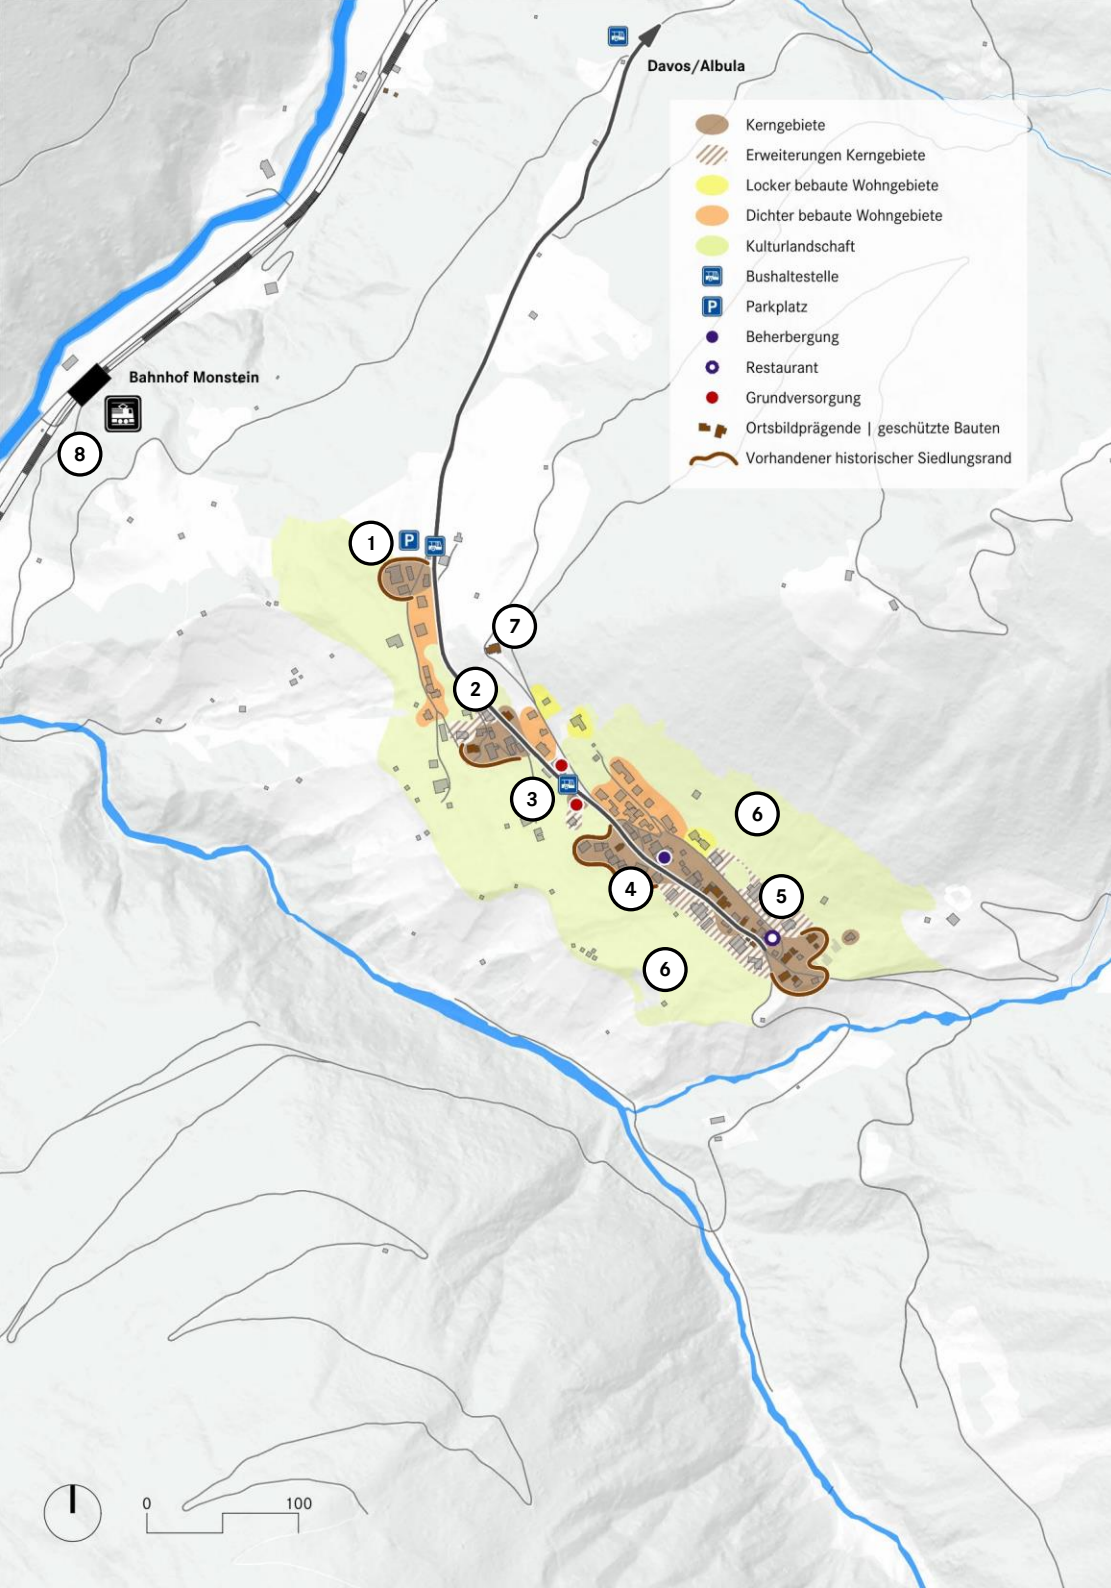 Davos/Albula
Kerngebiete
Erweiterungen Kerngebiete
Locker bebaute Wohngebiete
Dichter bebaute Wohngebiete
Kulturlandschaft
Bushaltestelle
P Parkplatz
Beherbergung
Restaurant
Grundversorgung
Ortsbildprägende | geschützte Bauten
Vorhandener historischer Siedlungsrand
Bahnhof Monstein
8
1
P
7
2
3
6
4
5
6
0 100